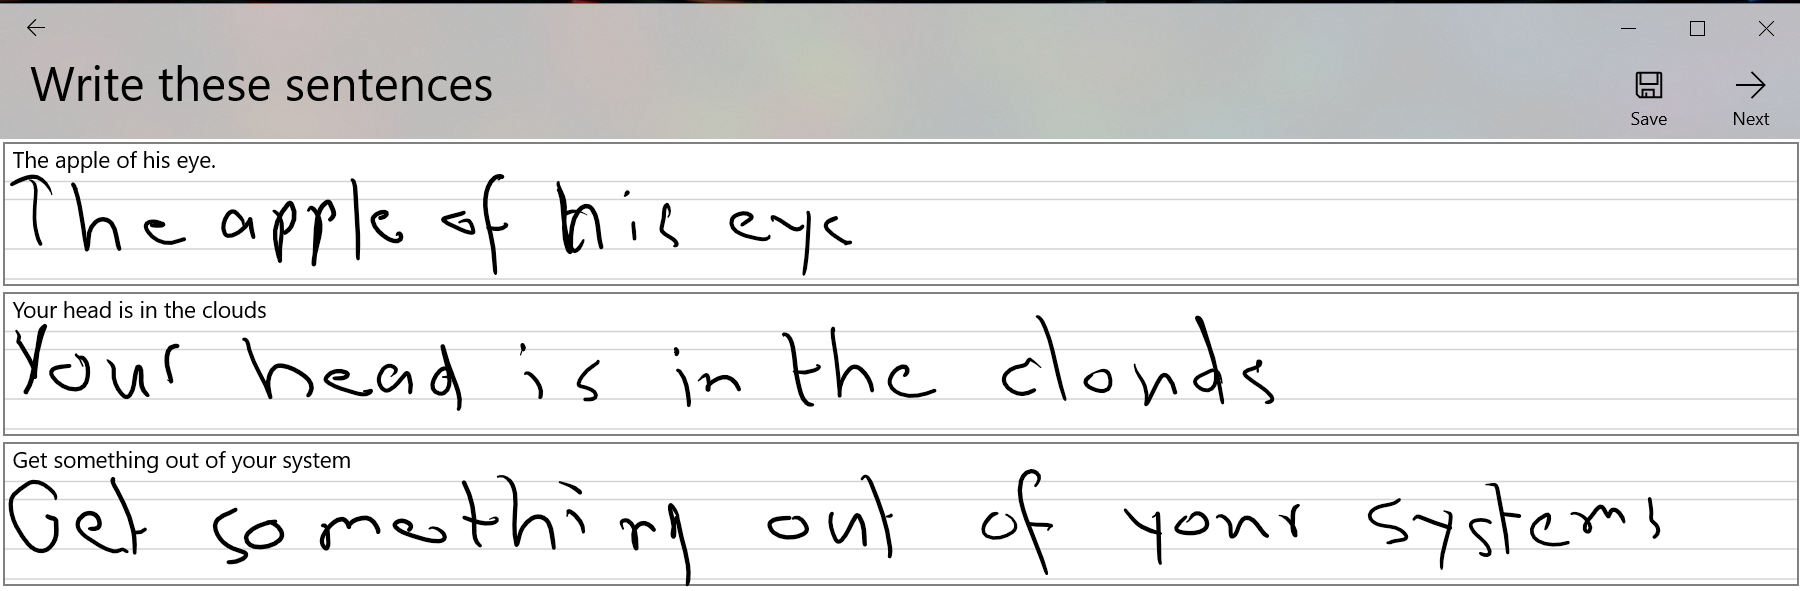 Write these sentences
Save
Next
The apple of his eye.
The apple of his eye
Your head is in the clouds
Your head is in the clouds
Get something out of your system
Get something out of your systems